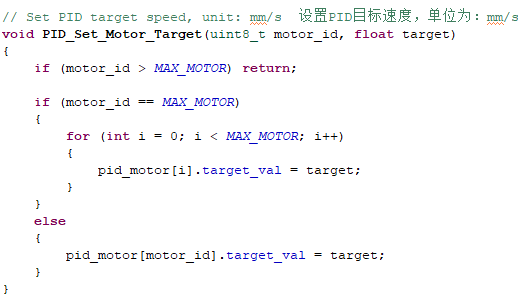 // Set PID target speed, unit: mm/s  设置PID目标速度，单位为：mm/s
void PID_Set_Motor_Target(uint8_t motor_id, float target)
{
    if (motor_id > MAX_MOTOR) return;

    if (motor_id == MAX_MOTOR)
    {
        for (int i = 0; i < MAX_MOTOR; i++)
        {
            pid_motor[i].target_val = target;
        }
    }
    else
    {
        pid_motor[motor_id].target_val = target;
    }
}